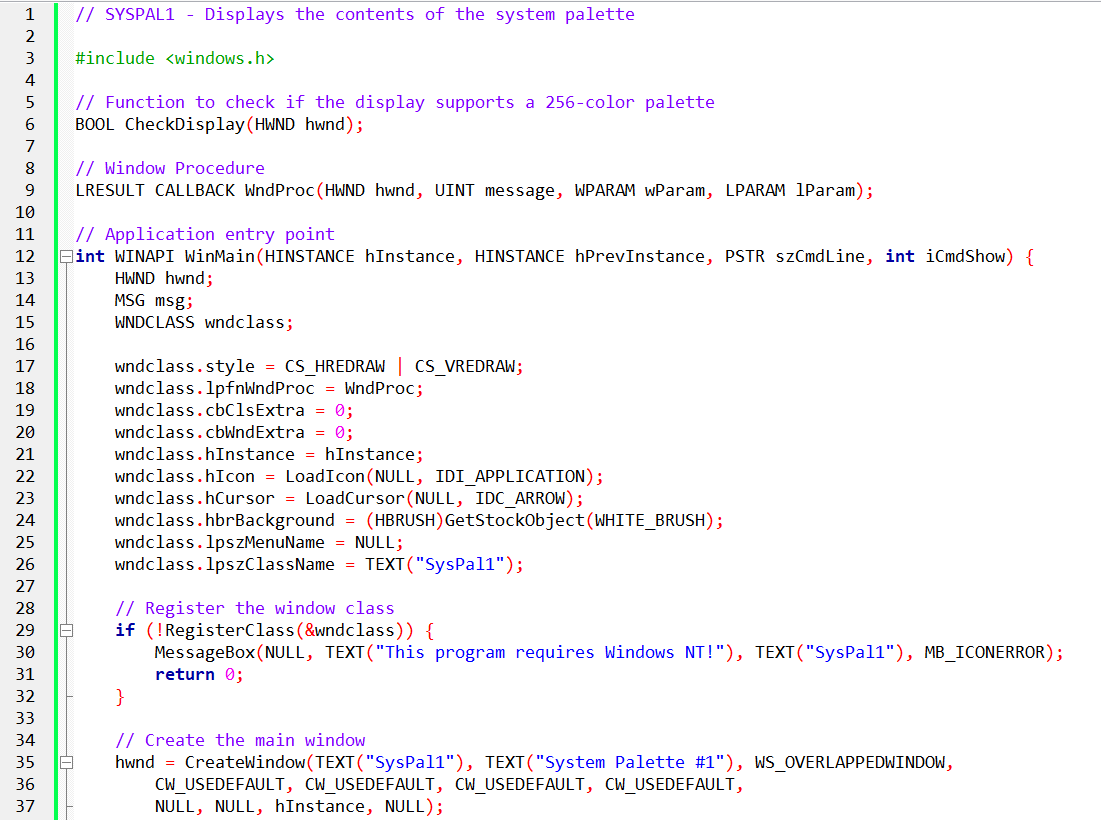 1 // SYSPAL1 - Displays the contents of the system palette
2
3 #include <windows.h>
4
5 // Function to check if the display supports a 256-color palette
6 BOOL CheckDisplay(HWND hwnd);
7
8 // Window Procedure
9 LRESULT CALLBACK WndProc(HWND hwnd, UINT message, WPARAM wParam, LPARAM lParam);
10
11 // Application entry point
12 int WINAPI WinMain(HINSTANCE hInstance, HINSTANCE hPrevInstance, PSTR szCmdLine, int iCmdShow) {
13     HWND hwnd;
14     MSG msg;
15     WNDCLASS wndclass;
16
17     wndclass.style = CS_HREDRAW | CS_VREDRAW;
18     wndclass.lpfnWndProc = WndProc;
19     wndclass.cbClsExtra = 0;
20     wndclass.cbWndExtra = 0;
21     wndclass.hInstance = hInstance;
22     wndclass.hIcon = LoadIcon(NULL, IDI_APPLICATION);
23     wndclass.hCursor = LoadCursor(NULL, IDC_ARROW);
24     wndclass.hbrBackground = (HBRUSH)GetStockObject(WHITE_BRUSH);
25     wndclass.lpszMenuName = NULL;
26     wndclass.lpszClassName = TEXT("SysPal1");
27
28     // Register the window class
29     if (!RegisterClass(&wndclass)) {
30         MessageBox(NULL, TEXT("This program requires Windows NT!"), TEXT("SysPal1"), MB_ICONERROR);
31         return 0;
32     }
33
34     // Create the main window
35     hwnd = CreateWindow(TEXT("SysPal1"), TEXT("System Palette #1"), WS_OVERLAPPEDWINDOW,
36         CW_USEDEFAULT, CW_USEDEFAULT, CW_USEDEFAULT, CW_USEDEFAULT,
37         NULL, NULL, hInstance, NULL);